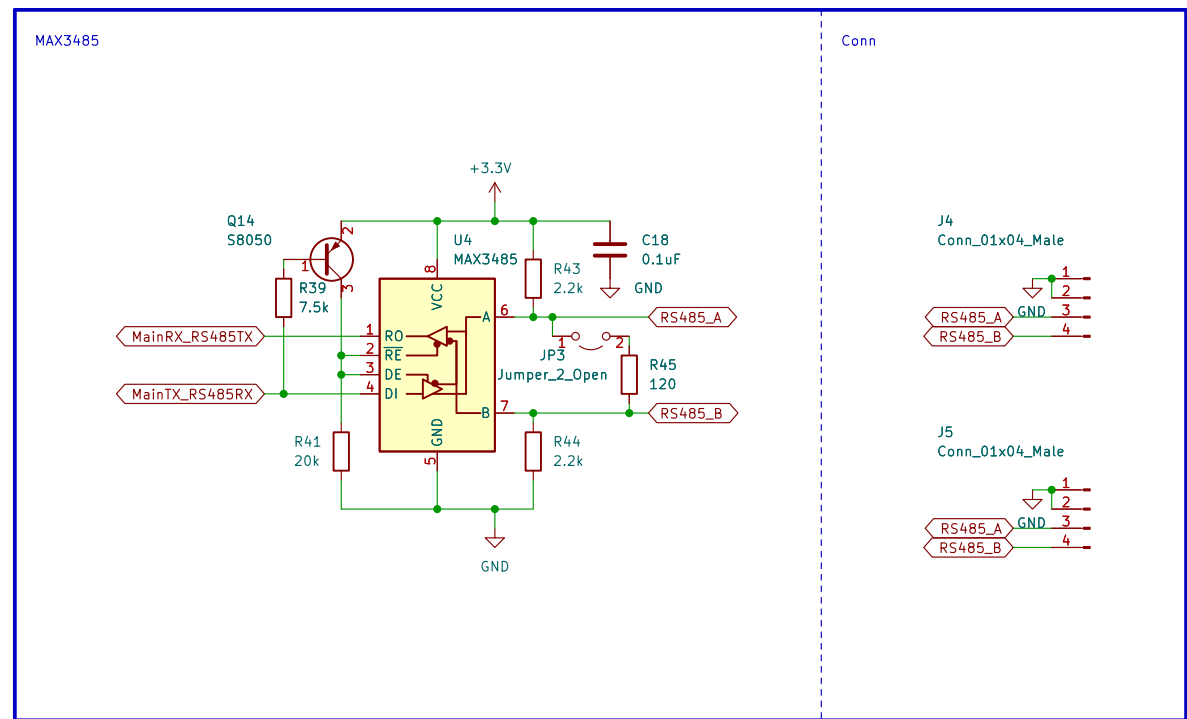 MAX3485
Conn
+3.3V
Q14
S8050
2
1
3
R39
7.5k
U4
MAX3485
8
VCC
R43
2.2k
C18
0.1uF
GND
MainRX_RS485TX
1
RO
2
RE
3
DE
MainTX_RS485RX
4
DI
A
6
RS485_A
1
2
JP3
Jumper_2_Open
R45
120
B
7
RS485_B
GND
5
R41
20k
R44
2.2k
GND
J4
Conn_01x04_Male
1
2
GND
RS485_A
3
RS485_B
4
J5
Conn_01x04_Male
1
2
GND
RS485_A
3
RS485_B
4